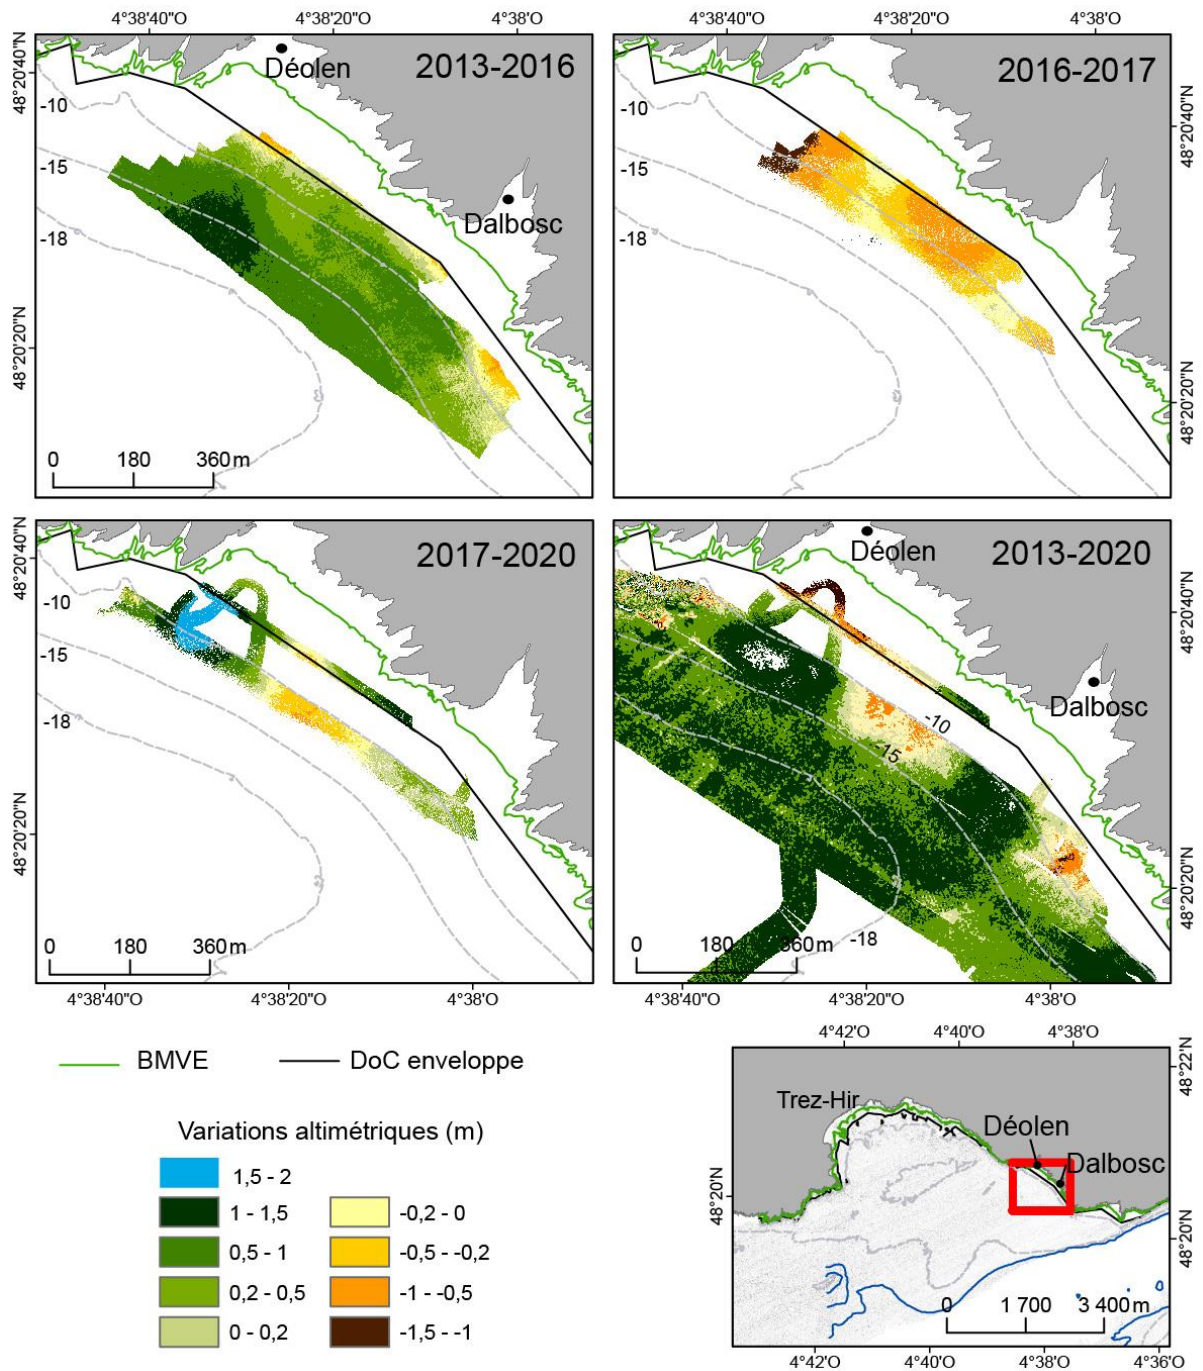 4°38'40"O 4°38'20"O 4°38'O 4°38'20"O 4°38'O
Déolen
2013-2016
2016-2017
48°20'40"N
-10
-15
-18
Dalbosc
48°20'20"N
0 180 360 m
-10
-15
-18
48°20'40"N
48°20'20"N
2017-2020
48°20'40"N
-10
-15
-18
48°20'20"N
0 180 360 m
4°38'40"O 4°38'20"O 4°38'O
Déolen
2013-2020
48°20'40"N
Dalbosc
-10
-15
-18
48°20'20"N
0 180 360 m
4°38'40"O 4°38'20"O 4°38'O
BMVE
DoC enveloppe
Variations altimétriques (m)
1,5 - 2
1 - 1,5
0,5 - 1
0,2 - 0,5
0 - 0,2
-0,2 - 0
-0,5 - -0,2
-1 - -0,5
-1,5 - -1
4°42'O 4°40'O 4°38'O
48°22'N
Trez-Hir
Déolen
Dalbosc
48°20'N
48°20'N
0 1 700 3 400 m
4°42'O 4°40'O 4°38'O 4°36'O